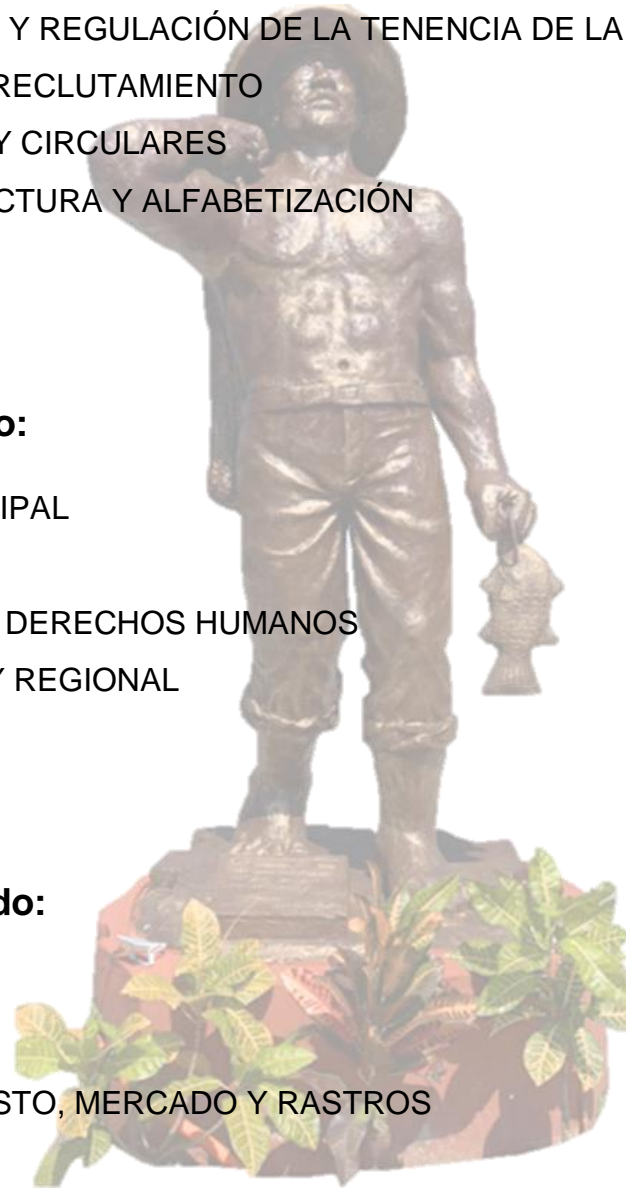 Y REGULACIÓN DE LA TENENCIA DE LA
RECLUTAMIENTO
Y CIRCULARES
CTURA Y ALFABETIZACIÓN
o:
IPAL
DERECHOS HUMANOS
Y REGIONAL
do:
STO, MERCADO Y RASTROS